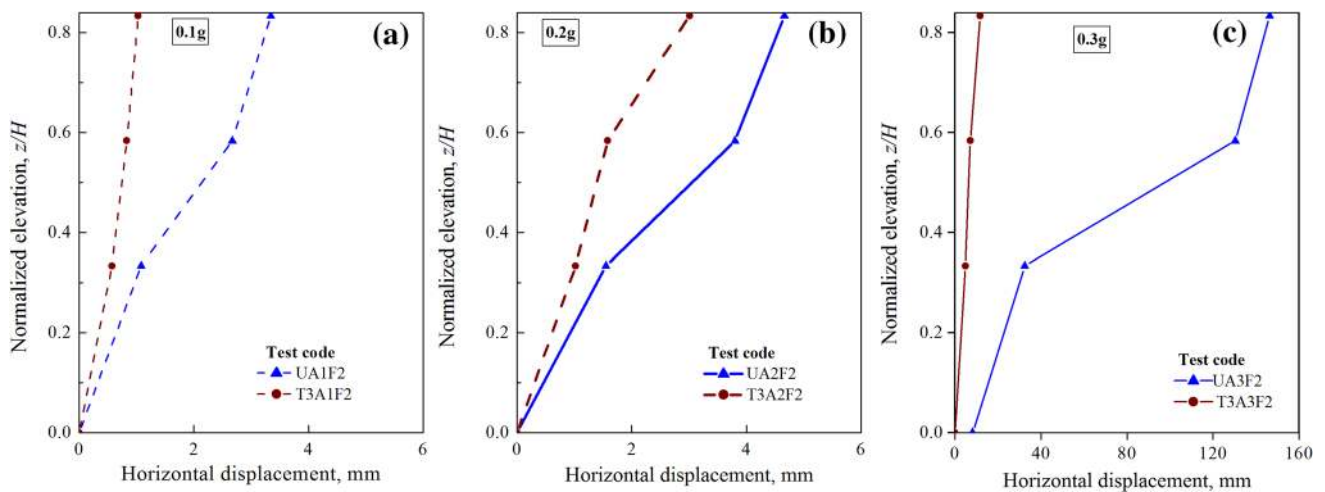 0.8
0.6
0.4
0.2
0.0
Normalized elevation, z/H
0.1g
(a)
Test code
UA1F2
T3A1F2
0 2 4 6
Horizontal displacement, mm
0.8
0.6
0.4
0.2
0.0
Normalized elevation, z/H
0.2g
(b)
Test code
UA2F2
T3A2F2
0 2 4 6
Horizontal displacement, mm
0.8
0.6
0.4
0.2
0.0
Normalized elevation, z/H
0.3g
(c)
Test code
UA3F2
T3A3F2
0 40 80 120 160
Horizontal displacement, mm